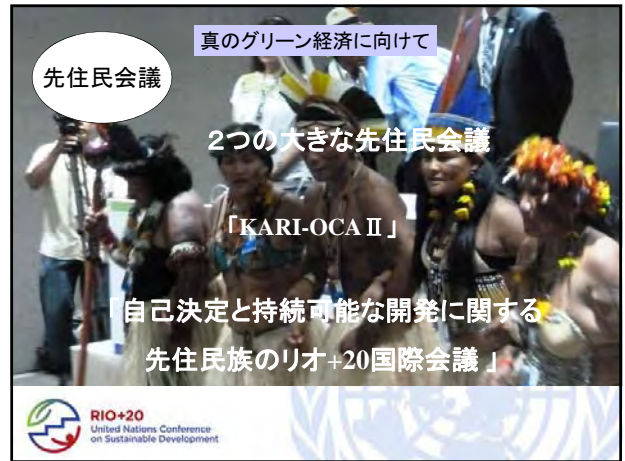 真のグリーン経済に向けて
先住民会議
2つの大きな先住民会議
「KARI-OCAⅡ」
「自己決定と持続可能な開発に関する
先住民族のリオ+20国際会議 」
RIO+20
United Nations Conference
on Sustainable Development